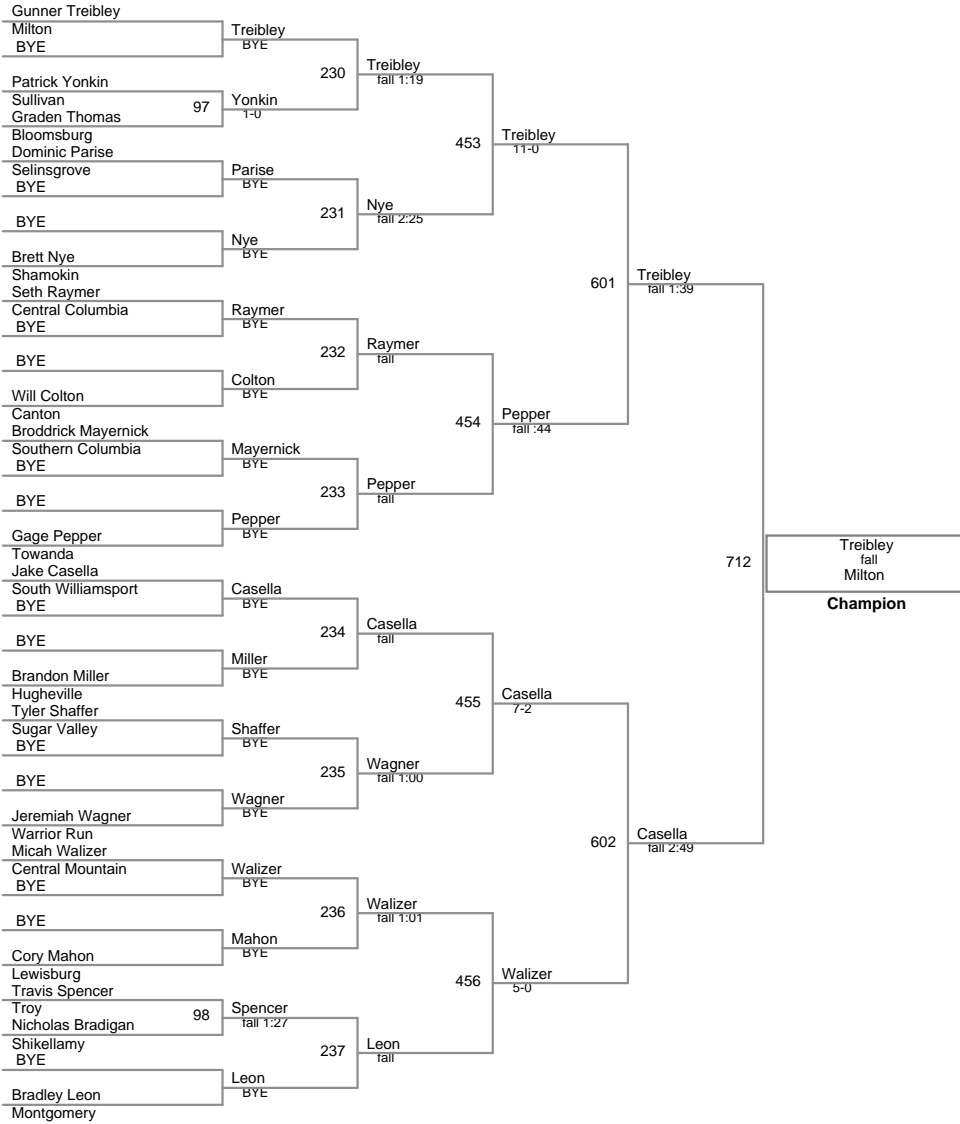 Gunner Treibley
Milton
BYE
Patrick Yonkin
Sullivan
97
Graden Thomas
Bloomsburg
Dominic Parise
Selinsgrove
BYE
BYE
Brett Nye
Shamokin
Seth Raymer
Central Columbia
BYE
BYE
Will Colton
Canton
Broddrick Mayernick
Southern Columbia
BYE
BYE
Gage Pepper
Towanda
Jake Casella
South Williamsport
BYE
BYE
Brandon Miller
Hugheville
Tyler Shaffer
Sugar Valley
BYE
BYE
Jeremiah Wagner
Warrior Run
Micah Walizer
Central Mountain
BYE
BYE
Cory Mahon
Lewisburg
Travis Spencer
Troy
98
Nicholas Bradigan
Shikellamy
BYE
Bradley Leon
Montgomery
Treibley
BYE
230
Yonkin
1-0
Parise
BYE
231
Nye
BYE
Raymer
BYE
232
Colton
BYE
Mayernick
BYE
233
Pepper
BYE
Casella
BYE
234
Miller
BYE
Shaffer
BYE
235
Wagner
BYE
Walizer
BYE
236
Mahon
BYE
Spencer
fall 1:27
237
Leon
BYE
Treibley
fall 1:19
453
Nye
fall 2:25
Raymer
fall
454
Pepper
fall
Casella
fall
455
Wagner
fall 1:00
Walizer
fall 1:01
456
Leon
fall
Treibley
11-0
601
Pepper
fall :44
Casella
7-2
602
Walizer
5-0
Treibley
fall 1:39
712
Casella
fall 2:49
Treibley
fall
Milton
Champion